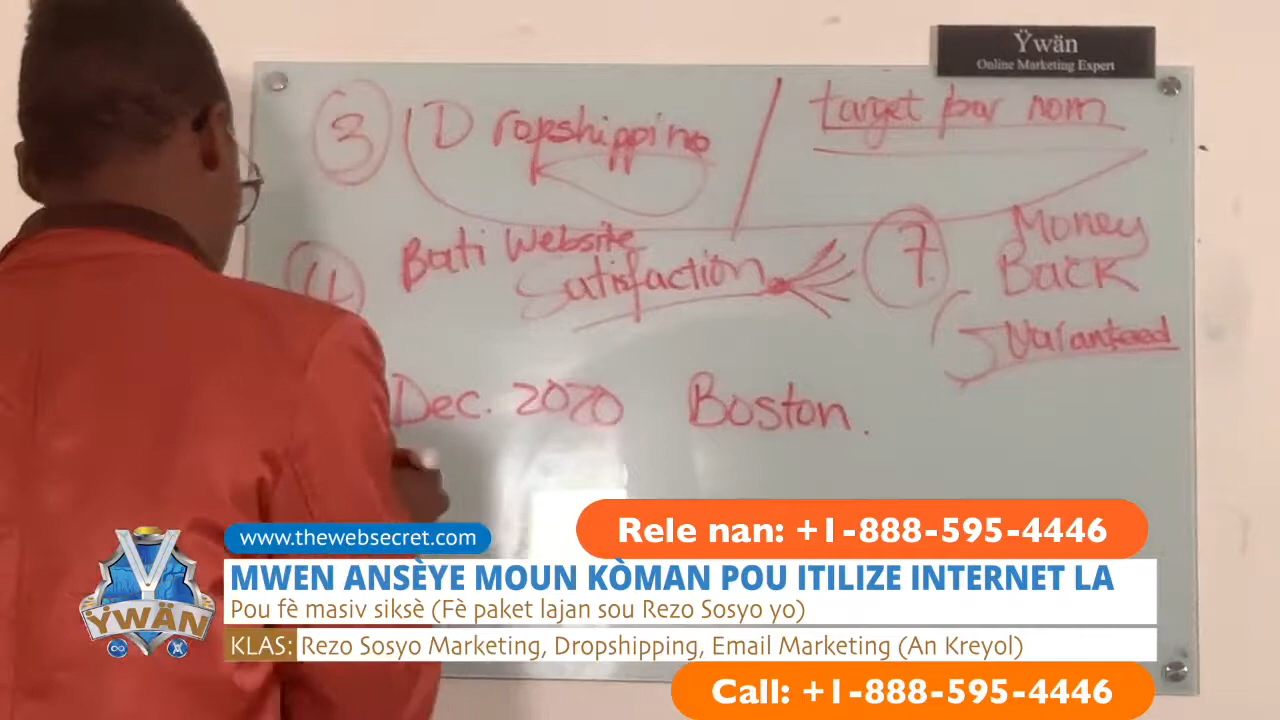 Ÿwän
Online Marketing Expert
3 Dropshipping / target par nom
4 Bati Website
Satisfaction
7. Money
Back
Guaranteed
Dec. 2020 Boston.
Rele nan: +1-888-595-4446
www.thewebsecret.com
MWEN ANSÈYE MOUN KÒMAN POU ITILIZE INTERNET LA
Pou fè masiv siksè (Fè paket lajan sou Rezo Sosyo yo)
KLAS: Rezo Sosyo Marketing, Dropshipping, Email Marketing (An Kreyol)
ŸWÄN
Call: +1-888-595-4446